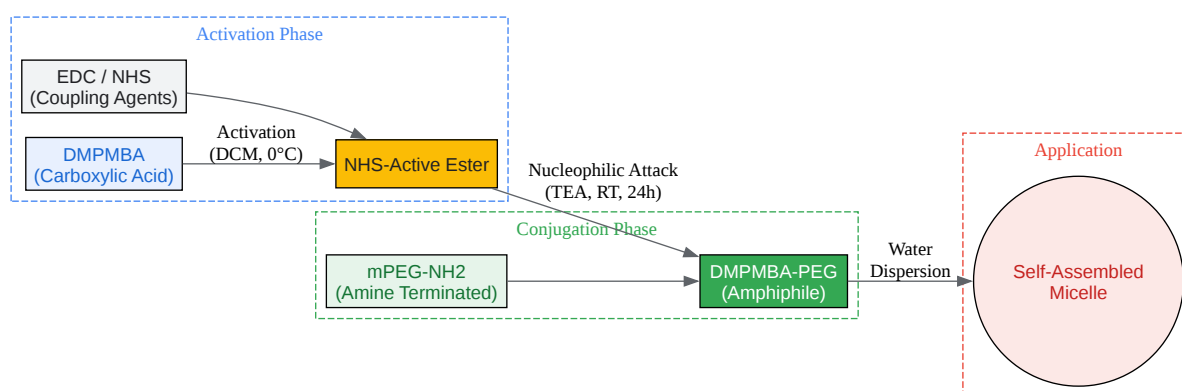 Activation Phase
EDC / NHS
(Coupling Agents)
DMPMBA
(Carboxylic Acid)
Activation
(DCM, 0°C)
NHS-Active Ester
Nucleophilic Attack
(TEA, RT, 24h)
Conjugation Phase
mPEG-NH2
(Amine Terminated)
DMPMBA-PEG
(Amphiphile)
Water
Dispersion
Application
Self-Assembled
Micelle